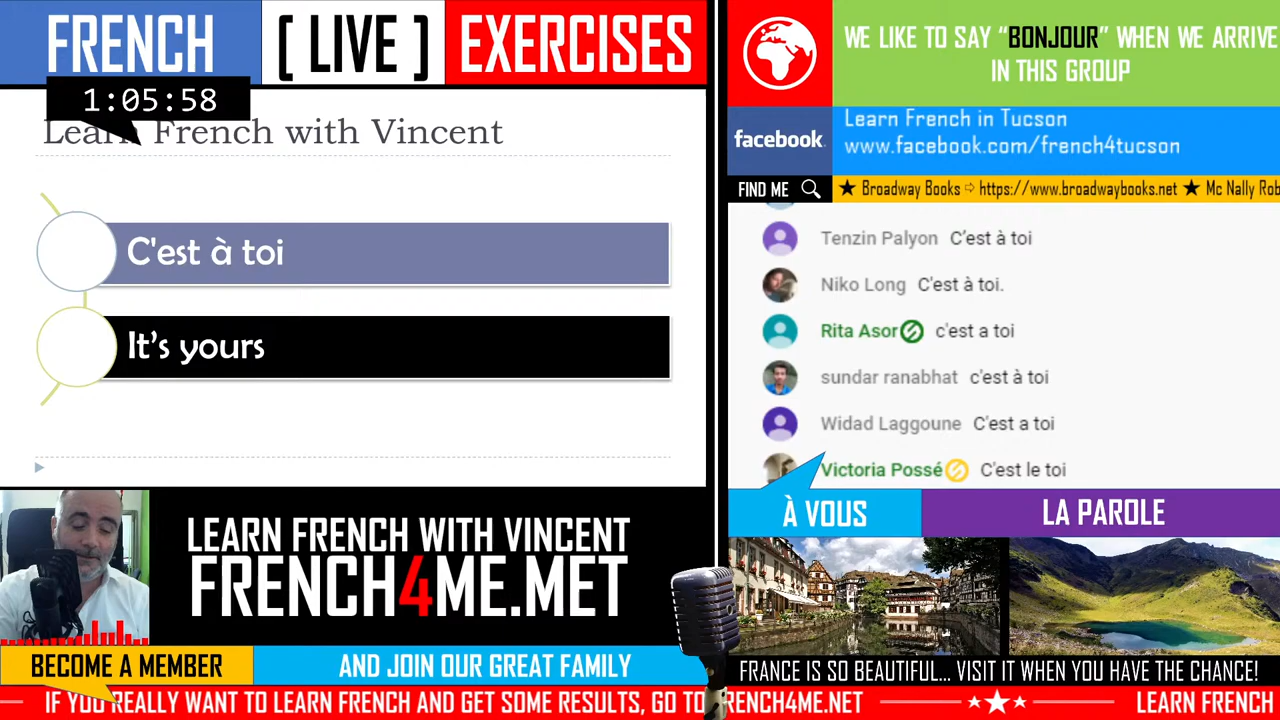 FRENCH [ LIVE ] EXERCISES
1:05:58
Learn French with Vincent
C'est à toi
It's yours
LEARN FRENCH WITH VINCENT
FRENCH4ME.MET
BECOME A MEMBER
AND JOIN OUR GREAT FAMILY
WE LIKE TO SAY “BONJOUR” WHEN WE ARRIVE
IN THIS GROUP
facebook.
Learn French in Tucson
www.facebook.com/french4tucson
FIND ME
★ Broadway Books ⇨ https://www.broadwaybooks.net ★ Mc Nally Rob
Tenzin Palyon C'est à toi
Niko Long C'est à toi.
Rita Asor c'est a toi
sundar ranabhat c'est à toi
Widad Laggoune C'est a toi
Victoria Possé C'est le toi
À VOUS
LA PAROLE
FRANCE IS SO BEAUTIFUL... VISIT IT WHEN YOU HAVE THE CHANCE!
IF YOU REALLY WANT TO LEARN FRENCH AND GET SOME RESULTS, GO TO FRENCH4ME.NET
LEARN FRENCH